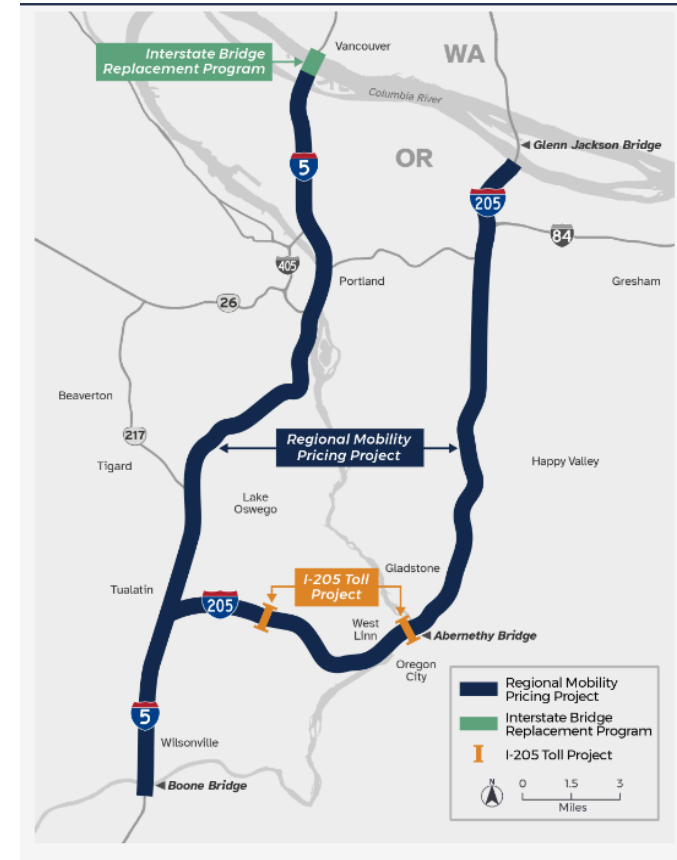 Interstate Bridge
Replacement Program
Vancouver
WA
Columbia River
Glenn Jackson Bridge
OR
5
205
84
405
Portland
Gresham
26
Beaverton
217
Regional Mobility
Pricing Project
Tigard
Happy Valley
Lake
Oswego
Gladstone
I-205 Toll
Project
Tualatin
205
West
Linn
Abernethy Bridge
Oregon
City
5
Wilsonville
Boone Bridge
Regional Mobility
Pricing Project
Interstate Bridge
Replacement Program
I-205 Toll Project
N
0 1.5 3
Miles